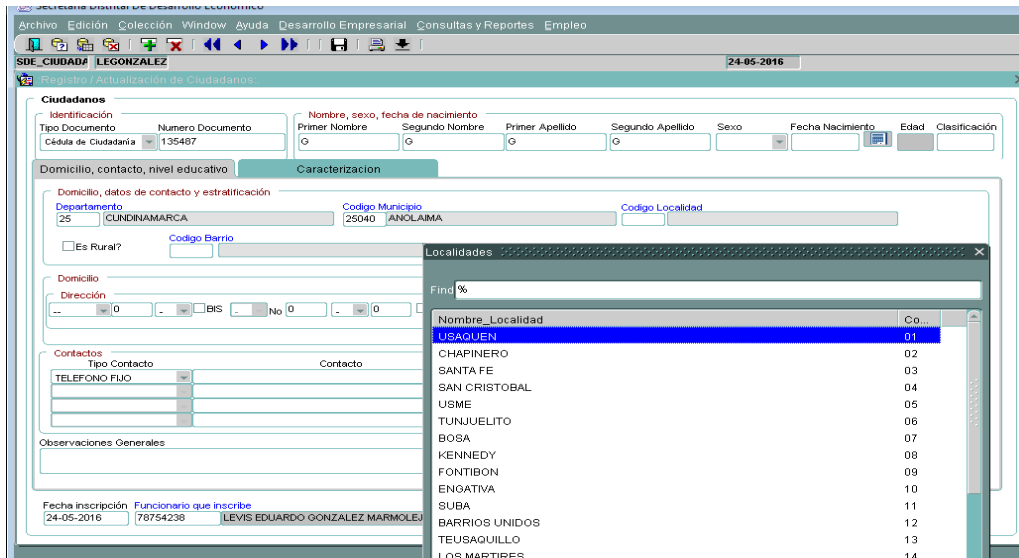 Secretaria Distrital de Desarrollo Economico
Archivo Edición Colección Window Ayuda Desarrollo Empresarial Consultas y Reportes Empleo
SDE_CIUDADA LEGONZALEZ 24-05-2016
Registro / Actualización de Ciudadanos:.
Ciudadanos
Identificación Nombre, sexo, fecha de nacimiento
Tipo Documento Numero Documento Primer Nombre Segundo Nombre Primer Apellido Segundo Apellido Sexo Fecha Nacimiento Edad Clasificación
Cédula de Ciudadanía 135487 G G G G
Domicilio, contacto, nivel educativo Caracterizacion
Domicilio, datos de contacto y estratificación
Departamento Codigo Municipio Codigo Localidad
25 CUNDINAMARCA 25040 ANOLAIMA
Es Rural? Codigo Barrio
Domicilio
Dirección
-- 0 - BIS - No 0 - 0
Contactos
Tipo Contacto Contacto
TELEFONO FIJO
Observaciones Generales
Fecha inscripción Funcionario que inscribe
24-05-2016 78754238 LEVIS EDUARDO GONZALEZ MARMOLEJ
Localidades
Find %
Nombre_Localidad Co...
USAQUEN 01
CHAPINERO 02
SANTA FE 03
SAN CRISTOBAL 04
USME 05
TUNJUELITO 06
BOSA 07
KENNEDY 08
FONTIBON 09
ENGATIVA 10
SUBA 11
BARRIOS UNIDOS 12
TEUSAQUILLO 13
LOS MARTIRES 14